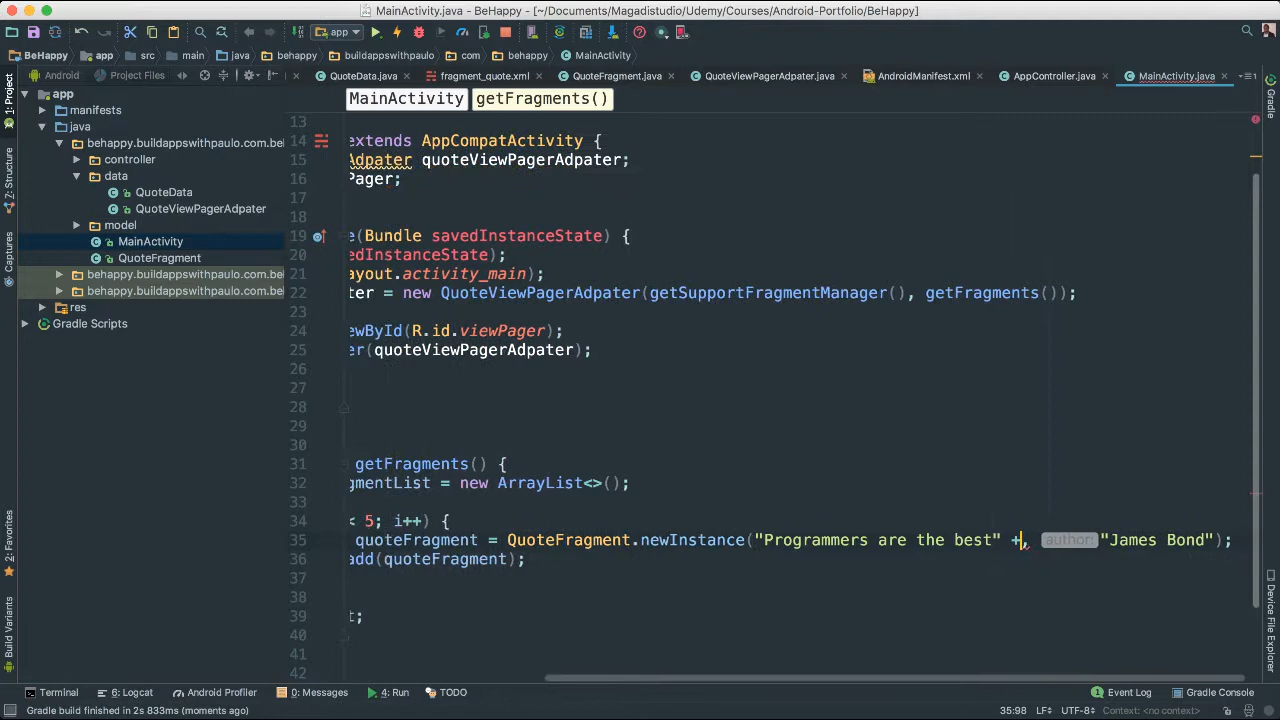 MainActivity.java - BeHappy - [~/Documents/Magadistudio/Udemy/Courses/Android-Portfolio/BeHappy]
app
BeHappy app src main java behappy buildappswithpaulo com behappy MainActivity
Android Project Files QuoteData.java fragment_quote.xml QuoteFragment.java QuoteViewPagerAdpater.java AndroidManifest.xml AppController.java MainActivity.java
MainActivity getFragments()
app
manifests
java
behappy.buildappswithpaulo.com.be
controller
data
QuoteData
QuoteViewPagerAdpater
model
MainActivity
QuoteFragment
behappy.buildappswithpaulo.com.be
behappy.buildappswithpaulo.com.be
res
Gradle Scripts
13
14 extends AppCompatActivity {
15 Adpater quoteViewPagerAdpater;
16 Pager;
17
18
19 e(Bundle savedInstanceState) {
20 edInstanceState);
21 ayout.activity_main);
22 ter = new QuoteViewPagerAdpater(getSupportFragmentManager(), getFragments());
23
24 ewById(R.id.viewPager);
25 er(quoteViewPagerAdpater);
26
27
28
29
30
31 getFragments() {
32 gmentList = new ArrayList<>();
33
34 < 5; i++) {
35 quoteFragment = QuoteFragment.newInstance("Programmers are the best" +, author: "James Bond");
36 add(quoteFragment);
38
39 t;
40
41
42
1: Project
Z: Structure
Captures
2: Favorites
Build Variants
Gradle
Device File Explorer
Terminal 6: Logcat Android Profiler 0: Messages 4: Run TODO Event Log Gradle Console
Gradle build finished in 2s 833ms (moments ago) 35:98 LF UTF-8 Context: <no context>